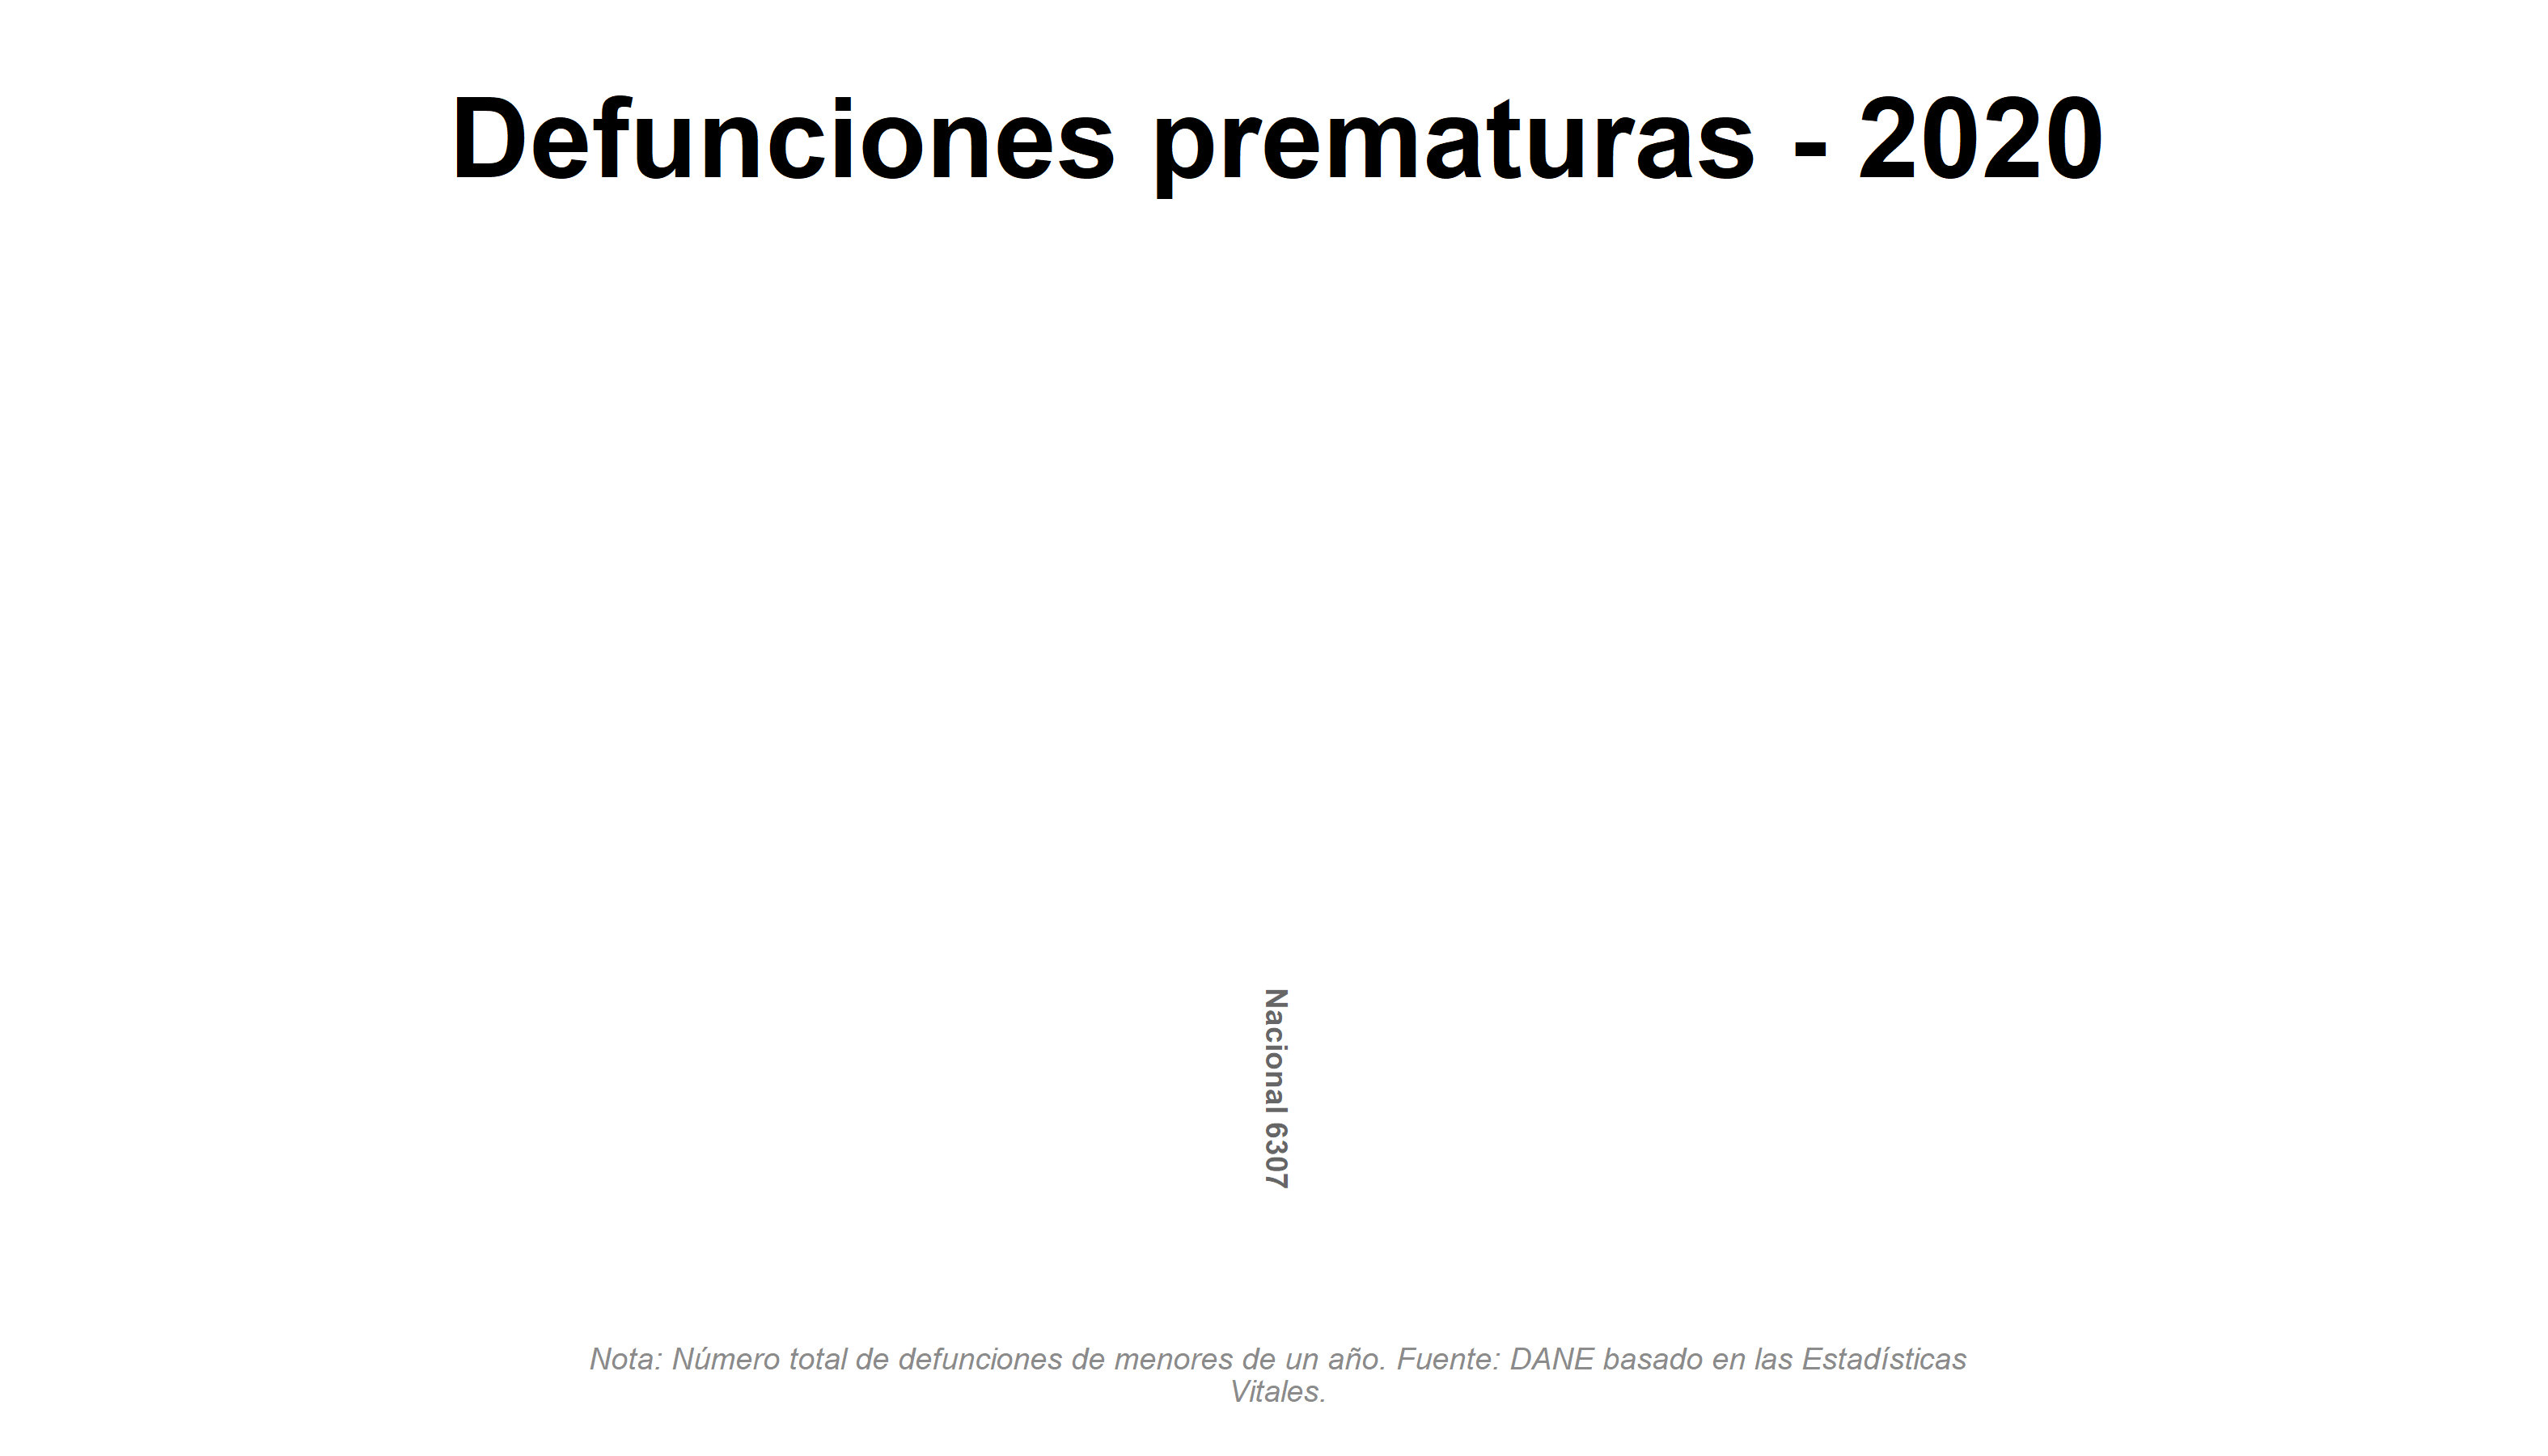 Defunciones prematuras - 2020
Nacional 6307
Nota: Número total de defunciones de menores de un año. Fuente: DANE basado en las Estadísticas
Vitales.